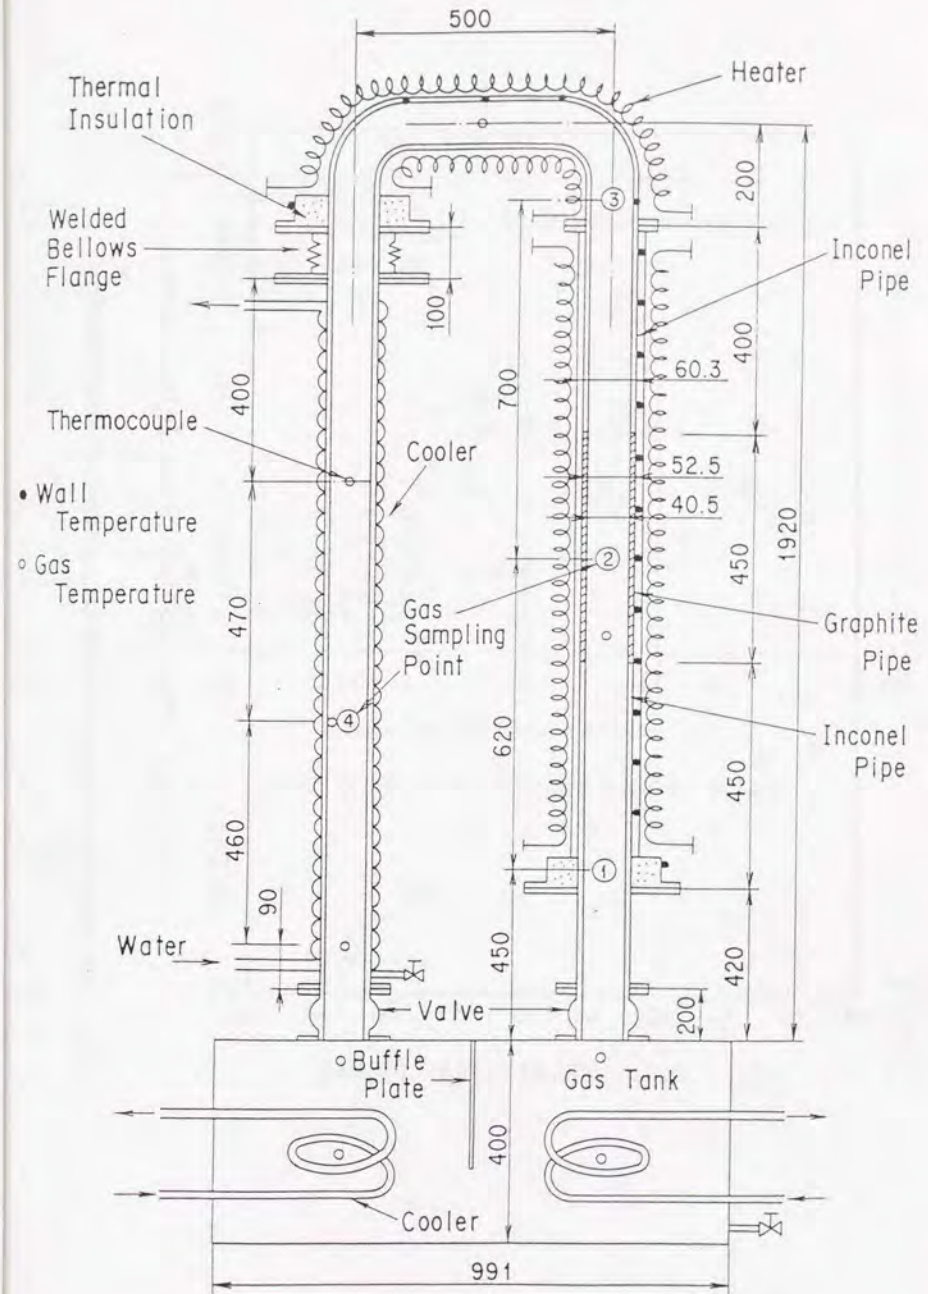 500
Heater
Thermal
Insulation
200
③
Welded
Bellows
Flange
Inconel
Pipe
100
400
700
400
60.3
Thermocouple
Cooler
52.5
40.5
1920
• Wall
Temperature
○ Gas
Temperature
②
450
470
Gas
Sampling
Point
Graphite
Pipe
④
620
Inconel
Pipe
450
460
①
90
Water
450
420
Valve
200
Buffle
Plate
Gas Tank
400
Cooler
991